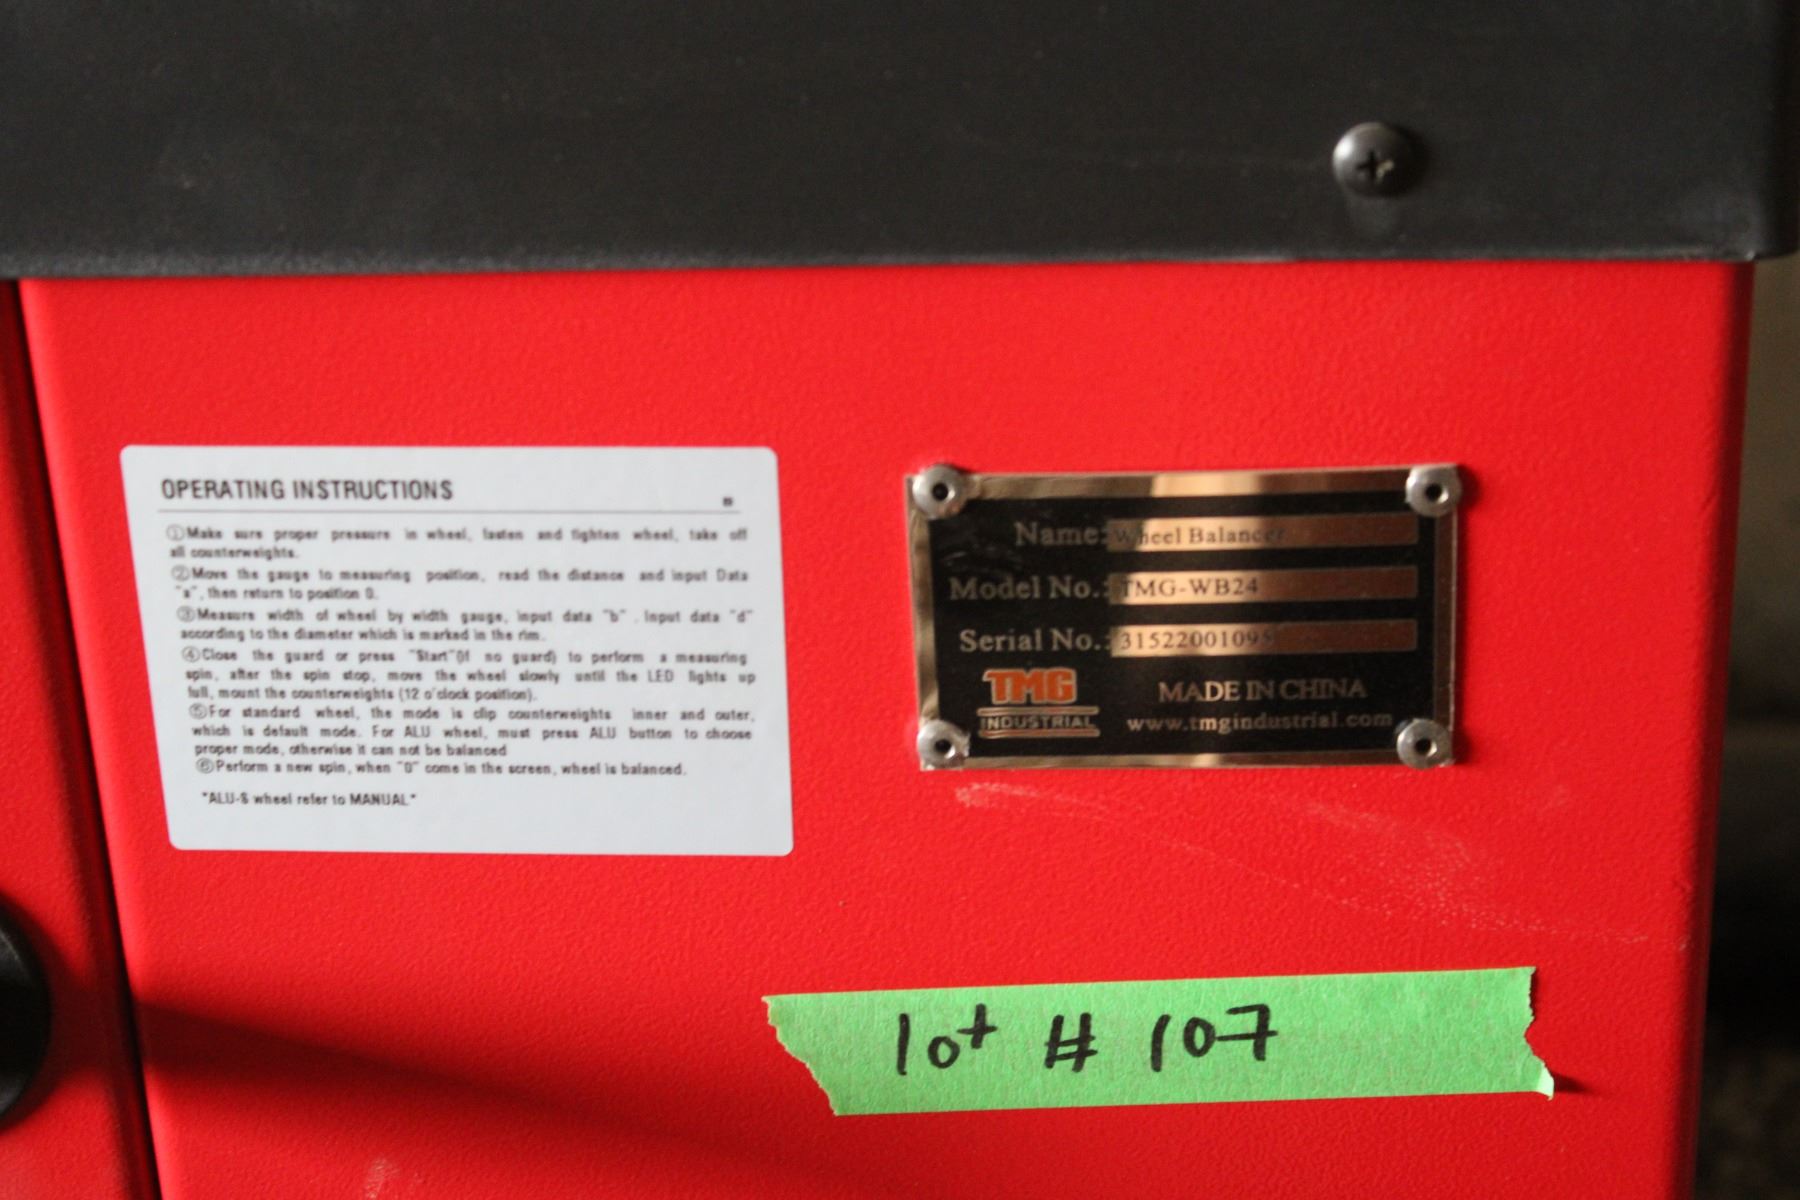 OPERATING INSTRUCTIONS
①Make sure proper pressure in wheel, fasten and tighten wheel, take off
all counterweights.
②Move the gauge to measuring position, read the distance and input Data
"a", then return to position 0.
③Measure width of wheel by width gauge, input data "b" . Input data "d"
according to the diameter which is marked in the rim.
④Close the guard or press "Start"(if no guard) to perform a measuring
spin, after the spin stop, move the wheel slowly until the LED lights up
full, mount the counterweights (12 o'clock position).
⑤For standard wheel, the mode is clip counterweights inner and outer,
which is default mode. For ALU wheel, must press ALU button to choose
proper mode, otherwise it can not be balanced
⑥Perform a new spin, when "0" come in the screen, wheel is balanced.
"ALU-S wheel refer to MANUAL"
Name: Wheel Balancer
Model No.: TMG-WB24
Serial No.: 31522001095
TMG
INDUSTRIAL
MADE IN CHINA
www.tmgindustrial.com
lot # 107